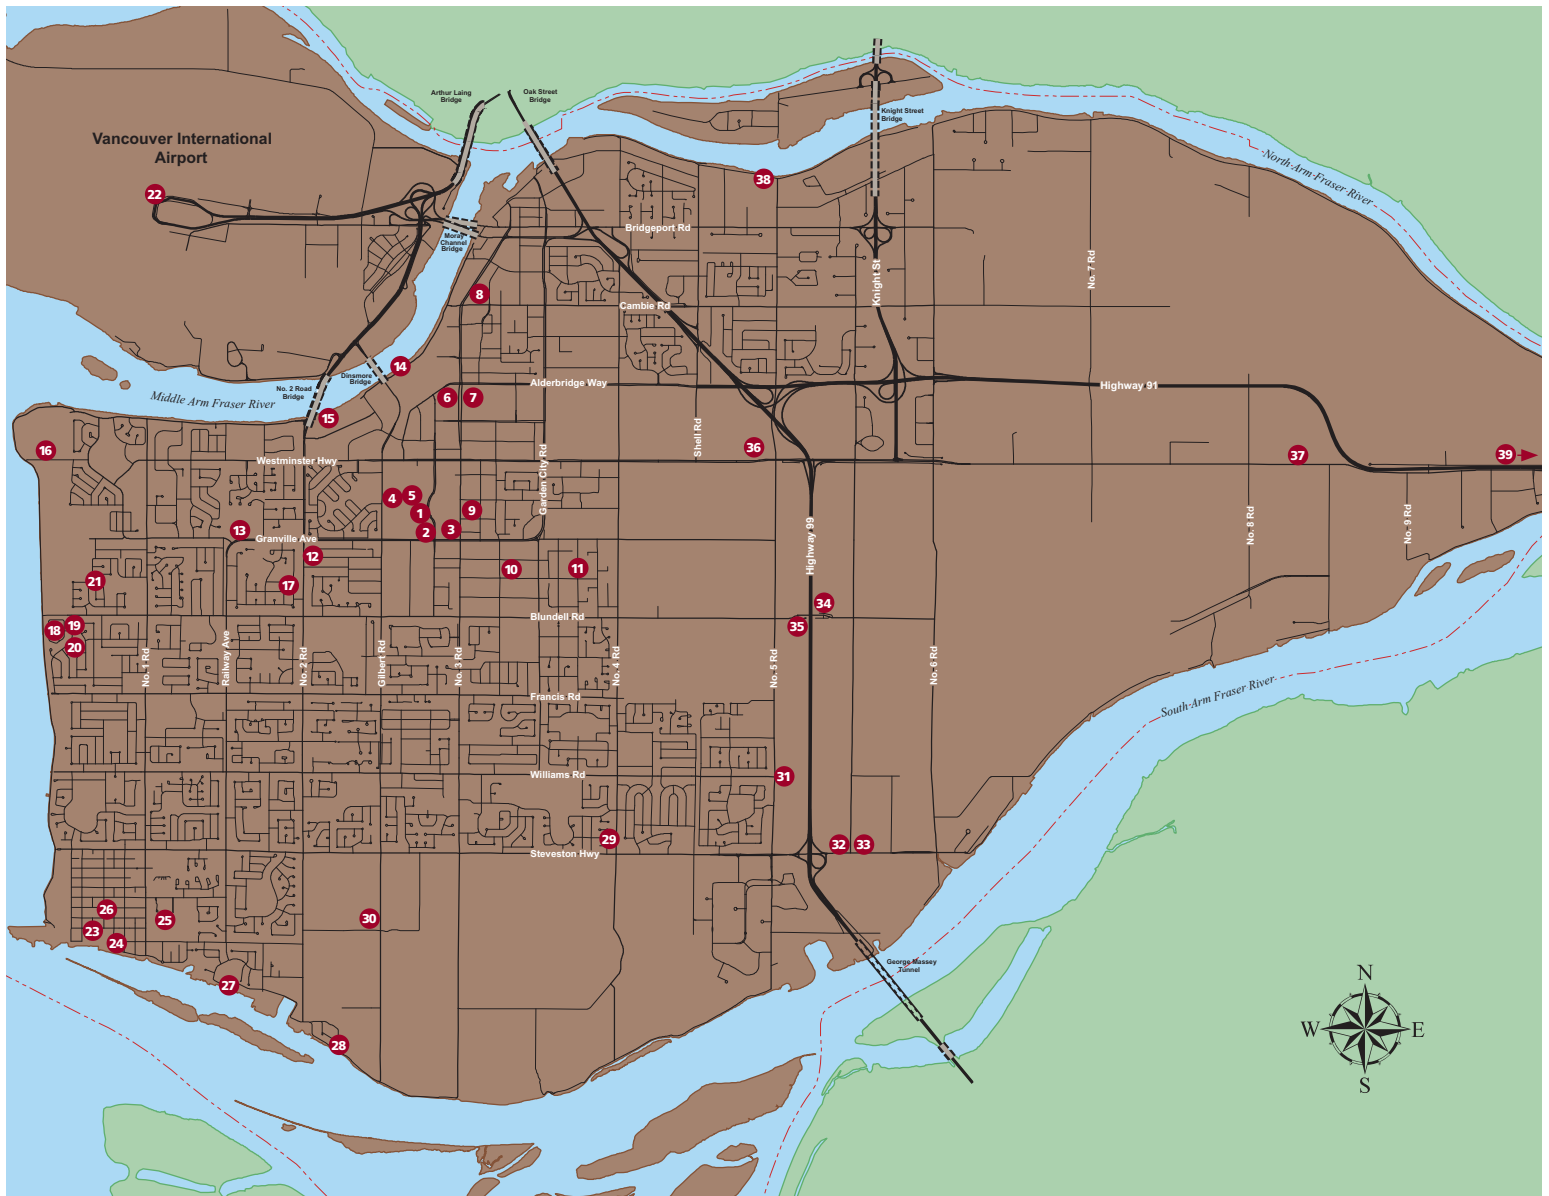 Arthur Laing
Bridge
Oak Street
Bridge
Knight Street
Bridge
Vancouver International
Airport
North Arm Fraser River
38
22
Bridgeport Rd
Moray
Channel
Bridge
No. 7 Rd
Knight St
8
Cambie Rd
14
Dinsmore
Bridge
No. 2 Road
Bridge
Alderbridge Way
Highway 91
6
7
Middle Arm Fraser River
15
Shell Rd
16
36
37
39
Westminster Hwy
Garden City Rd
4
5
9
1
2
3
13
Granville Ave
No. 8 Rd
No. 9 Rd
Highway 99
12
10
11
21
17
34
18
19
20
Blundell Rd
35
No. 1 Rd
Railway Ave
No. 2 Rd
Gilbert Rd
No. 3 Rd
No. 4 Rd
No. 5 Rd
No. 6 Rd
Francis Rd
South Arm Fraser River
Williams Rd
31
29
32
33
Steveston Hwy
26
25
30
23
24
George Massey
Tunnel
27
28
N
W
E
S